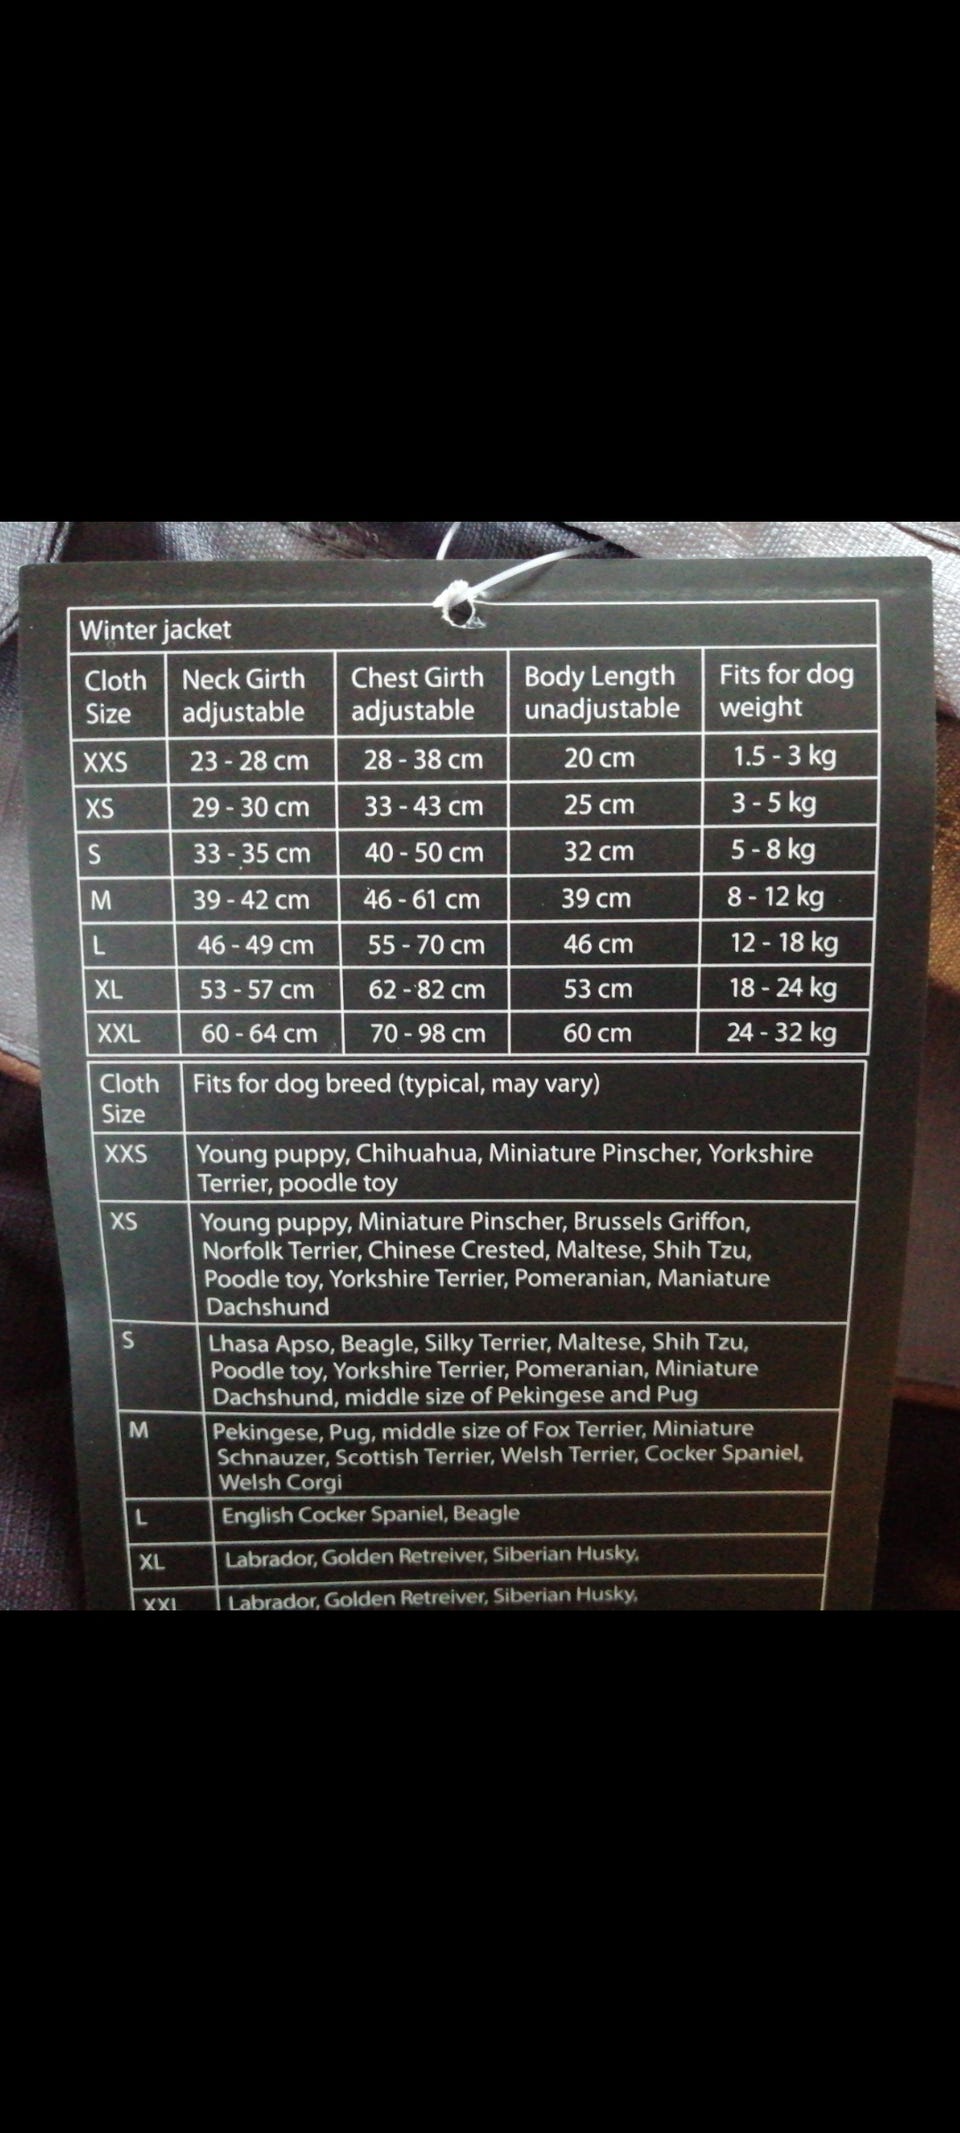 Winter jacket
Cloth Size | Neck Girth adjustable | Chest Girth adjustable | Body Length unadjustable | Fits for dog weight
XXS | 23 - 28 cm | 28 - 38 cm | 20 cm | 1.5 - 3 kg
XS | 29 - 30 cm | 33 - 43 cm | 25 cm | 3 - 5 kg
S | 33 - 35 cm | 40 - 50 cm | 32 cm | 5 - 8 kg
M | 39 - 42 cm | 46 - 61 cm | 39 cm | 8 - 12 kg
L | 46 - 49 cm | 55 - 70 cm | 46 cm | 12 - 18 kg
XL | 53 - 57 cm | 62 - 82 cm | 53 cm | 18 - 24 kg
XXL | 60 - 64 cm | 70 - 98 cm | 60 cm | 24 - 32 kg
Cloth Size | Fits for dog breed (typical, may vary)
XXS | Young puppy, Chihuahua, Miniature Pinscher, Yorkshire
Terrier, poodle toy
XS | Young puppy, Miniature Pinscher, Brussels Griffon,
Norfolk Terrier, Chinese Crested, Maltese, Shih Tzu,
Poodle toy, Yorkshire Terrier, Pomeranian, Maniature
Dachshund
S | Lhasa Apso, Beagle, Silky Terrier, Maltese, Shih Tzu,
Poodle toy, Yorkshire Terrier, Pomeranian, Miniature
Dachshund, middle size of Pekingese and Pug
M | Pekingese, Pug, middle size of Fox Terrier, Miniature
Schnauzer, Scottish Terrier, Welsh Terrier, Cocker Spaniel,
Welsh Corgi
L | English Cocker Spaniel, Beagle
XL | Labrador, Golden Retreiver, Siberian Husky,
XXL | Labrador, Golden Retreiver, Siberian Husky,